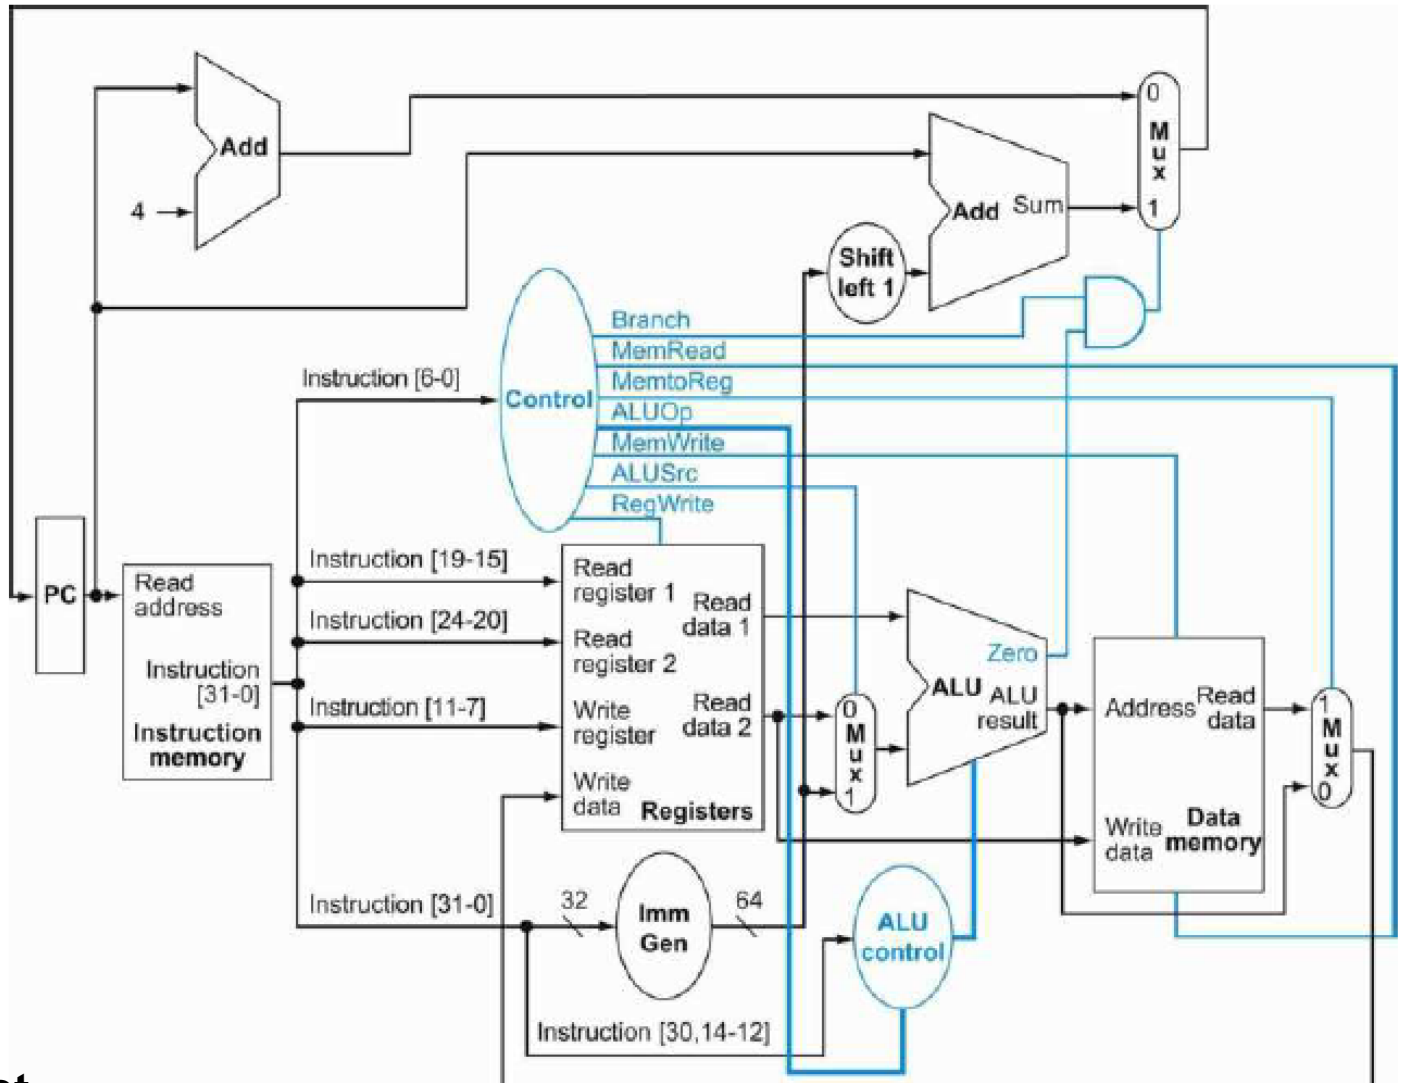 0
M
u
x
1
Add
4
Add Sum
Shift
left 1
Branch
MemRead
MemtoReg
ALUOp
MemWrite
ALUSrc
RegWrite
Instruction [6-0]
Control
PC
Read
address
Instruction
[31-0]
Instruction
memory
Instruction [19-15]
Instruction [24-20]
Instruction [11-7]
Read
register 1
Read
data 1
Read
register 2
Write
register
Read
data 2
Write
data
Registers
0
M
u
x
1
Zero
ALU
ALU
result
Address
Read
data
Write
data
Data
memory
1
M
u
x
0
Instruction [31-0]
32
Imm
Gen
64
ALU
control
Instruction [30,14-12]